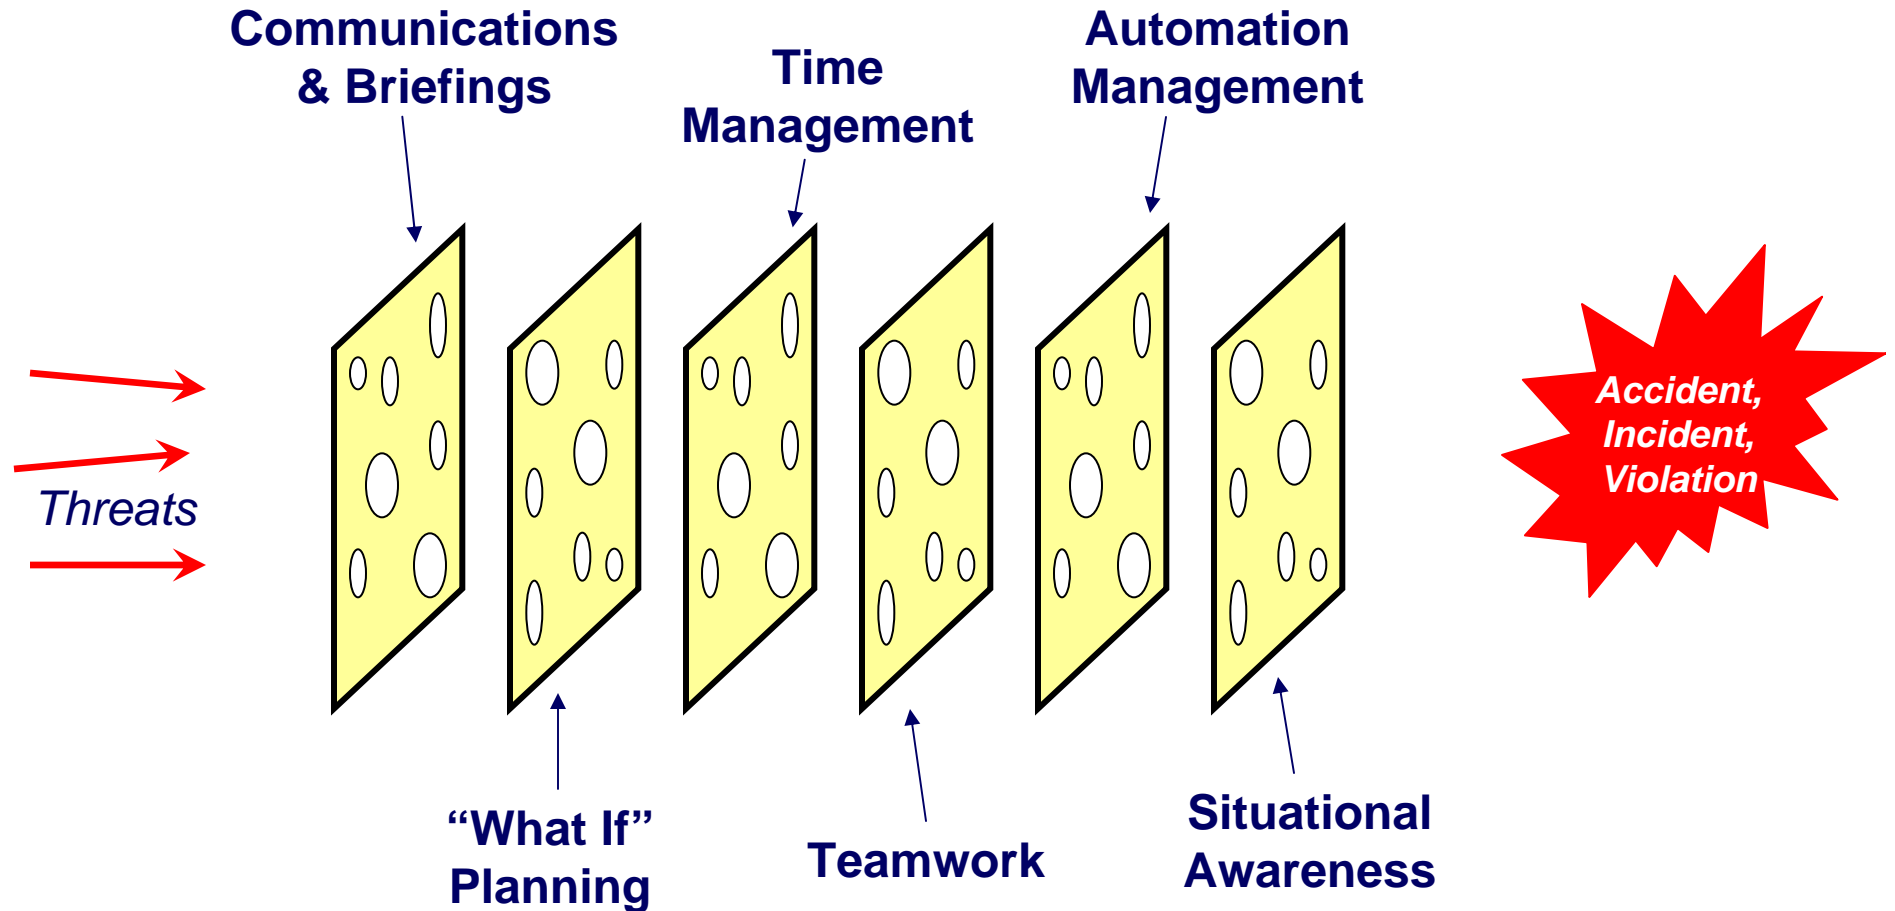 Communications
& Briefings
Time
Management
Automation
Management
Threats
Accident,
Incident,
Violation
“What If”
Planning
Teamwork
Situational
Awareness